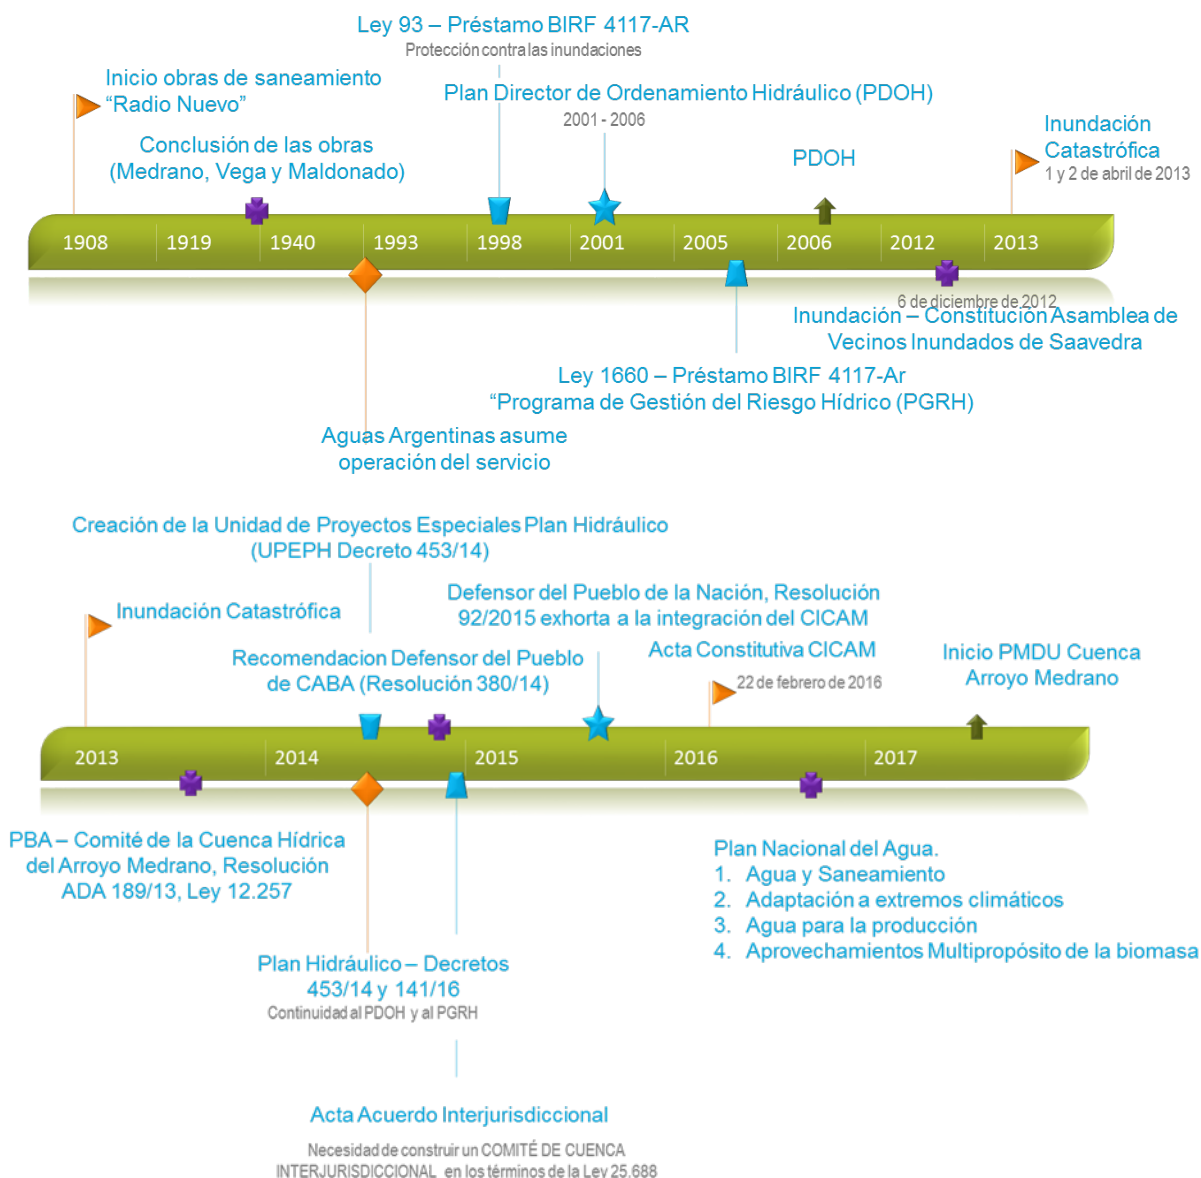 Ley 93 – Préstamo BIRF 4117-AR
Protección contra las inundaciones
Inicio obras de saneamiento
“Radio Nuevo”
Plan Director de Ordenamiento Hidráulico (PDOH)
2001 - 2006
Conclusión de las obras
(Medrano, Vega y Maldonado)
PDOH
Inundación
Catastrófica
1 y 2 de abril de 2013
1908 1919 1940 1993 1998 2001 2005 2006 2012 2013
6 de diciembre de 2012
Inundación – Constitución Asamblea de
Vecinos Inundados de Saavedra
Ley 1660 – Préstamo BIRF 4117-Ar
“Programa de Gestión del Riesgo Hídrico (PGRH)
Aguas Argentinas asume
operación del servicio
Creación de la Unidad de Proyectos Especiales Plan Hidráulico
(UPEPH Decreto 453/14)
Inundación Catastrófica
Defensor del Pueblo de la Nación, Resolución
92/2015 exhorta a la integración del CICAM
Recomendacion Defensor del Pueblo
de CABA (Resolución 380/14)
Acta Constitutiva CICAM
22 de febrero de 2016
Inicio PMDU Cuenca
Arroyo Medrano
2013 2014 2015 2016 2017
PBA – Comité de la Cuenca Hídrica
del Arroyo Medrano, Resolución
ADA 189/13, Ley 12.257
Plan Nacional del Agua.
1. Agua y Saneamiento
2. Adaptación a extremos climáticos
3. Agua para la producción
4. Aprovechamientos Multipropósito de la biomasa
Plan Hidráulico – Decretos
453/14 y 141/16
Continuidad al PDOH y al PGRH
Acta Acuerdo Interjurisdiccional
Necesidad de construir un COMITÉ DE CUENCA
INTERJURISDICCIONAL en los términos de la Ley 25.688